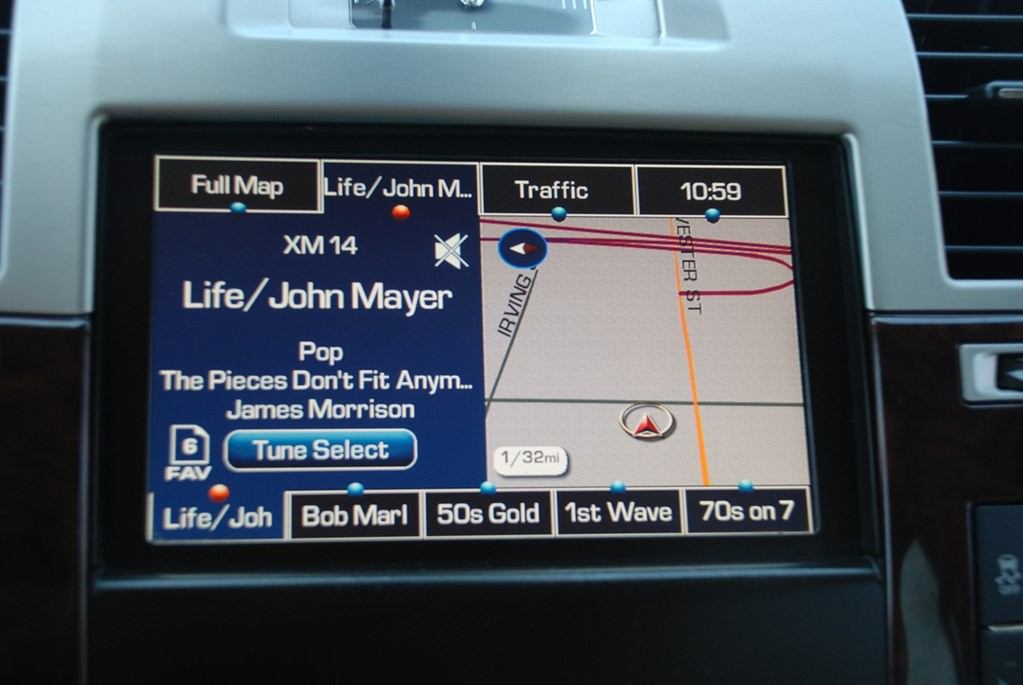 Full Map
Life/John M...
Traffic
10:59
XM 14
Life/John Mayer
Pop
The Pieces Don't Fit Anym...
James Morrison
6
FAV
Tune Select
IRVING
VESTER ST
1/32mi
Life/Joh
Bob Marl
50s Gold
1st Wave
70s on 7